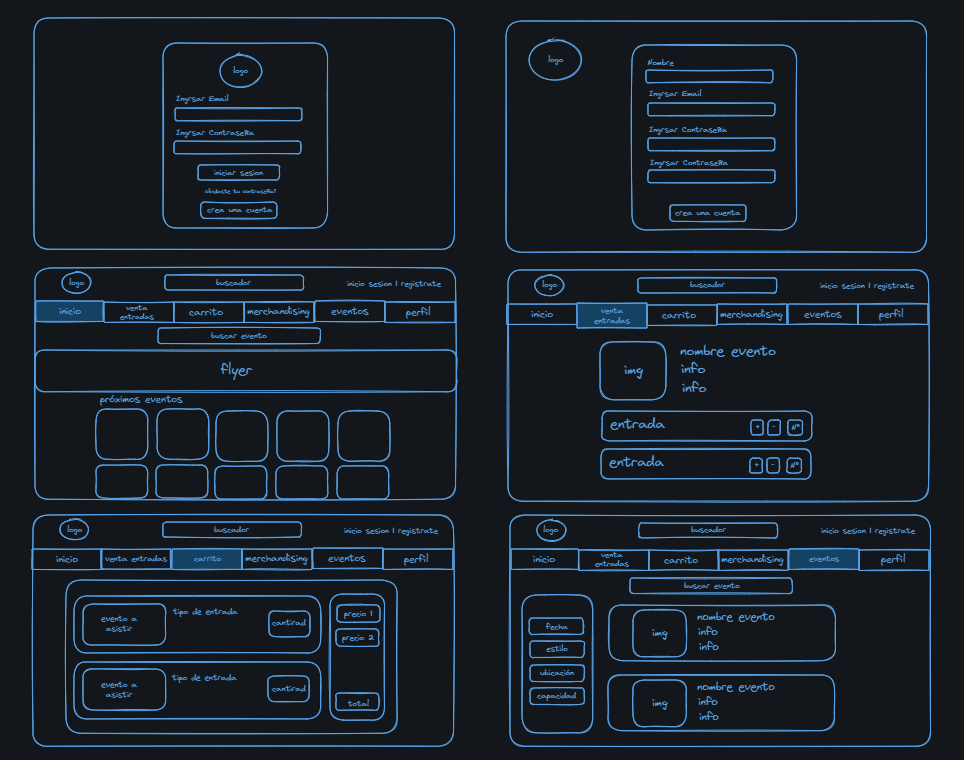 logo
Ingrsar Email
Ingrsar Contraseña
iniciar sesion
olvidaste tu contraseña?
crea una cuenta
logo
Nombre
Ingrsar Email
Ingrsar Contraseña
Ingrsar Contraseña
crea una cuenta
logo
buscador
inicio sesion | registrate
inicio
venta
entradas
carrito
merchandising
eventos
perfil
buscar evento
flyer
próximos eventos
logo
buscador
inicio sesion | registrate
inicio
venta
entradas
carrito
merchandising
eventos
perfil
img
nombre evento
info
info
entrada
+ - Nº
entrada
+ - Nº
logo
buscador
inicio sesion | registrate
inicio
venta entradas
carrito
merchandising
eventos
perfil
evento a
asistir
tipo de entrada
cantirad
evento a
asistir
tipo de entrada
cantirad
precio 1
precio 2
total
logo
buscador
inicio sesion | registrate
inicio
venta
entradas
carrito
merchandising
eventos
perfil
buscar evento
fecha
estilo
ubicación
capacidad
img
nombre evento
info
info
img
nombre evento
info
info